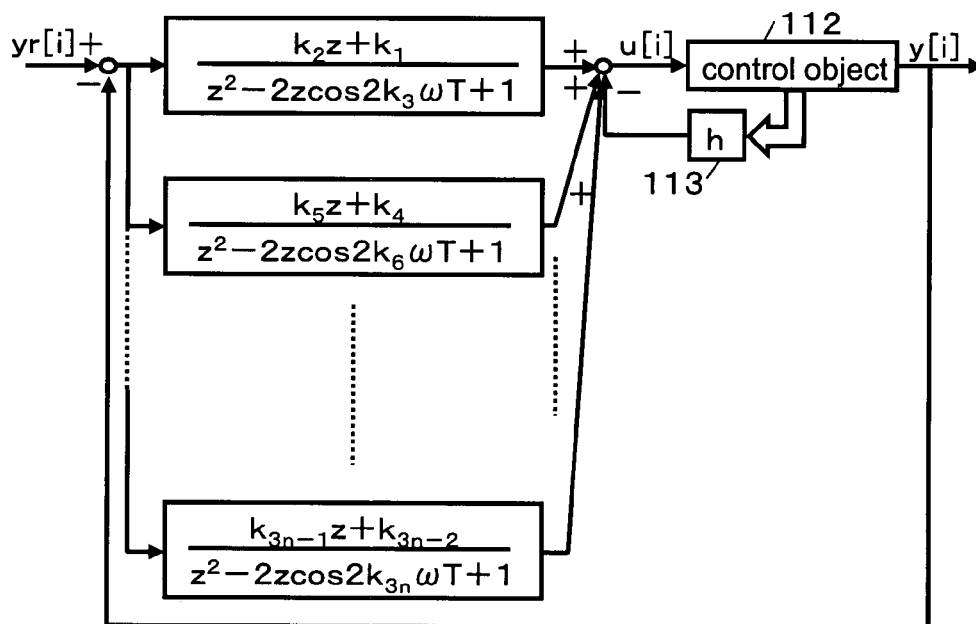 112
yr[i] + k₂z+k₁ + u[i] control object y[i]
− z²−2zcos2k₃ωT+1 + −
h
113
k₅z+k₄ +
z²−2zcos2k₆ωT+1
k₃ₙ₋₁z+k₃ₙ₋₂
z²−2zcos2k₃ₙωT+1